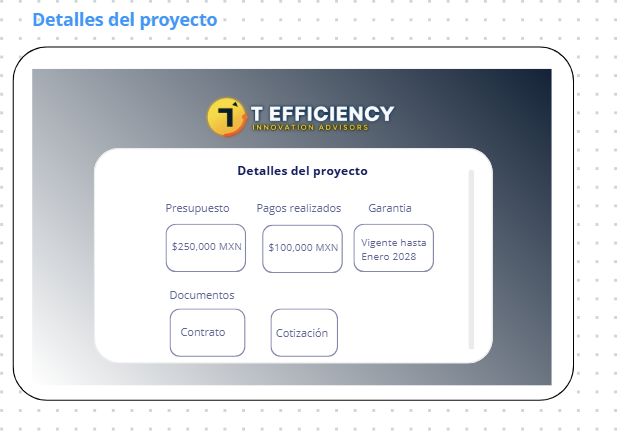 Detalles del proyecto
T EFFICIENCY
INNOVATION ADVISORS
Detalles del proyecto
Presupuesto Pagos realizados Garantia
$250,000 MXN $100,000 MXN Vigente hasta
Enero 2028
Documentos
Contrato Cotización